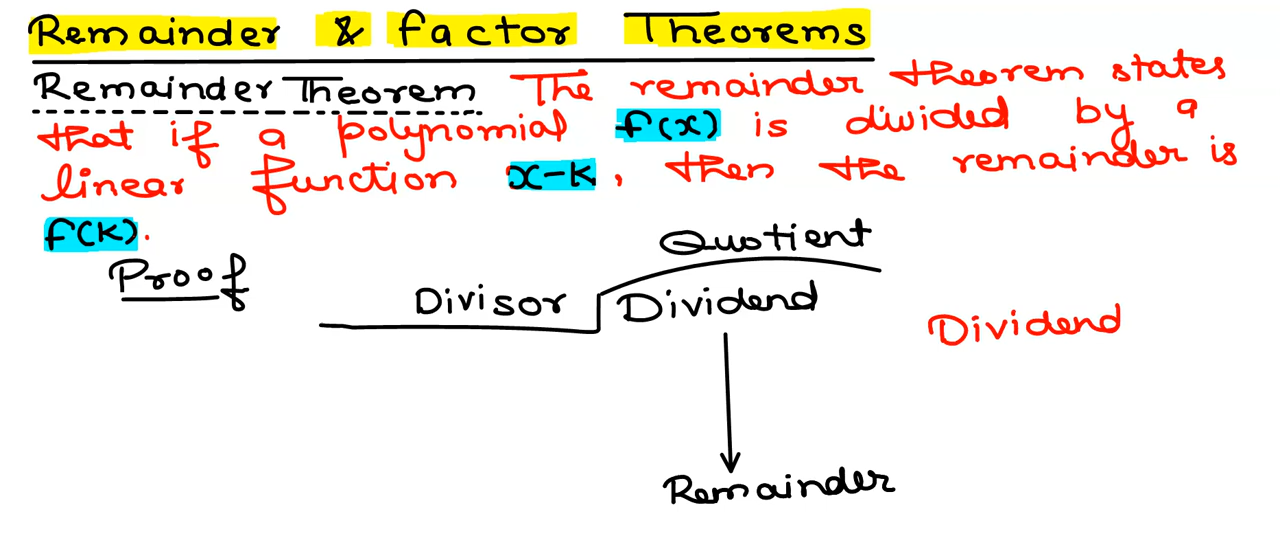 Remainder & factor Theorems
Remainder Theorem The remainder theorem states
that if a polynomial f(x) is divided by a
linear function x-k, then the remainder is
f(k).
Proof
Quotient
Divisor Dividend
Dividend
Remainder